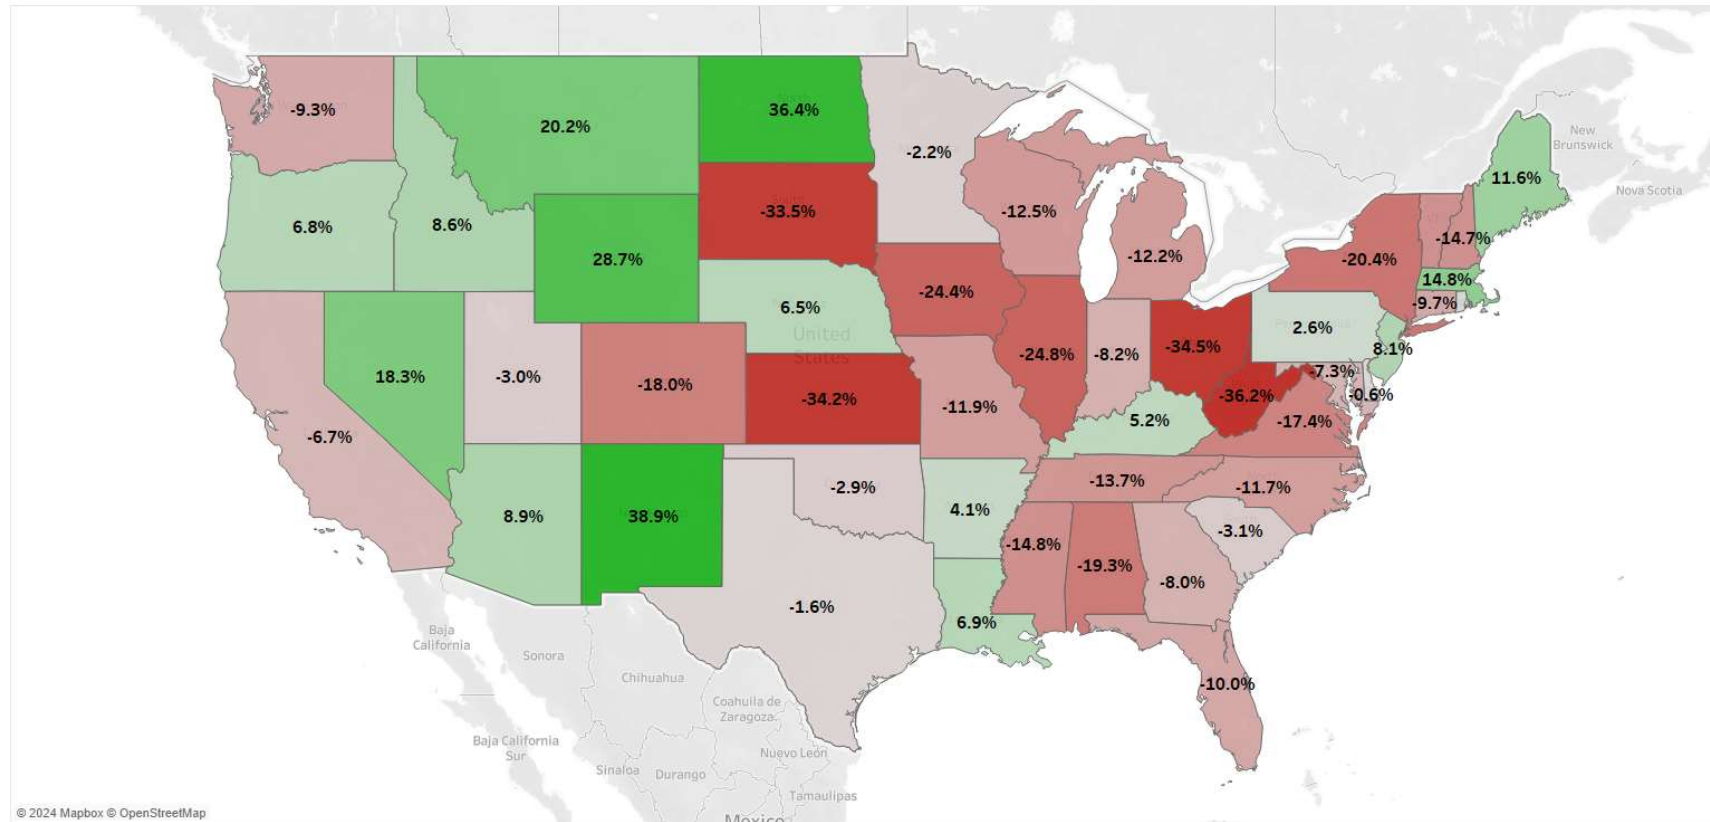 -9.3%
20.2%
36.4%
-2.2%
New
Brunswick
11.6%
Nova Scotia
6.8%
8.6%
-33.5%
-12.5%
-14.7%
28.7%
-12.2%
-20.4%
14.8%
-24.4%
-9.7%
6.5%
2.6%
United
States
8.1%
18.3%
-3.0%
-18.0%
-24.8%
-8.2%
-34.5%
-7.3%
-34.2%
-36.2%
-0.6%
-6.7%
-11.9%
5.2%
-17.4%
-2.9%
-13.7%
-11.7%
8.9%
38.9%
4.1%
-3.1%
-14.8%
-19.3%
-8.0%
-1.6%
6.9%
Baja
California
Sonora
Chihuahua
-10.0%
Coahuila de
Zaragoza
Baja California
Sur
Nuevo León
Sinaloa
Durango
Tamaulipas
© 2024 Mapbox © OpenStreetMap
Mexico